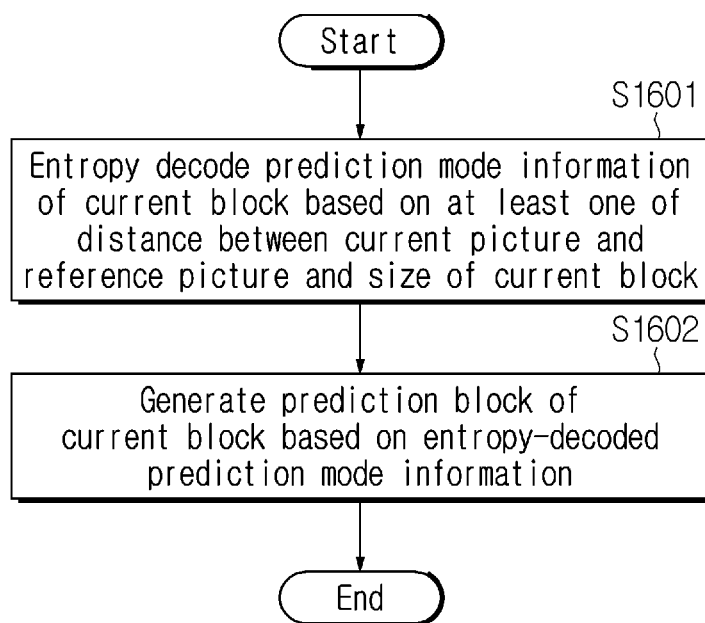 Start
S1601
Entropy decode prediction mode information
of current block based on at least one of
distance between current picture and
reference picture and size of current block
S1602
Generate prediction block of
current block based on entropy-decoded
prediction mode information
End